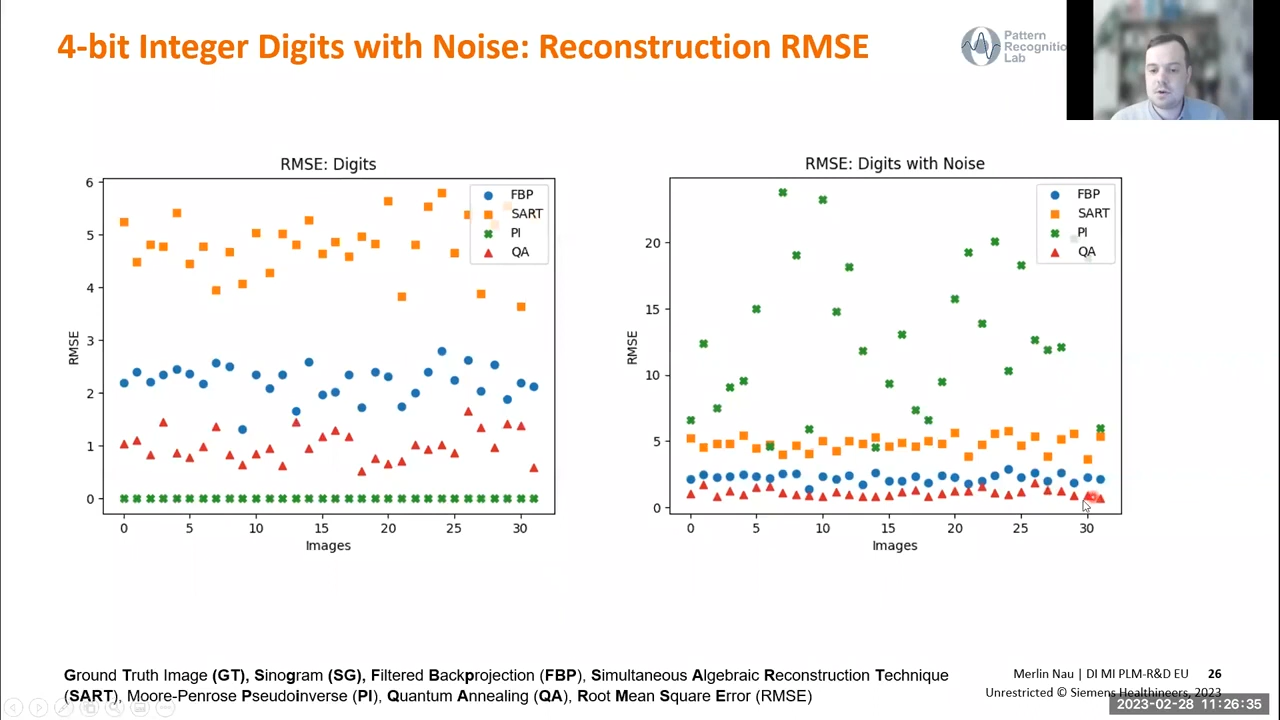 4-bit Integer Digits with Noise: Reconstruction RMSE
Pattern
Recognitio
Lab
RMSE: Digits
RMSE: Digits with Noise
6
5
4
3
2
1
0
RMSE
FBP
SART
PI
QA
0 5 10 15 20 25 30
Images
20
15
10
5
0
RMSE
FBP
SART
PI
QA
0 5 10 15 20 25 30
Images
Ground Truth Image (GT), Sinogram (SG), Filtered Backprojection (FBP), Simultaneous Algebraic Reconstruction Technique
(SART), Moore-Penrose Pseudoinverse (PI), Quantum Annealing (QA), Root Mean Square Error (RMSE)
Merlin Nau | DI MI PLM-R&D EU 26
Unrestricted © Siemens Healthineers, 2023
2023-02-28 11:26:35